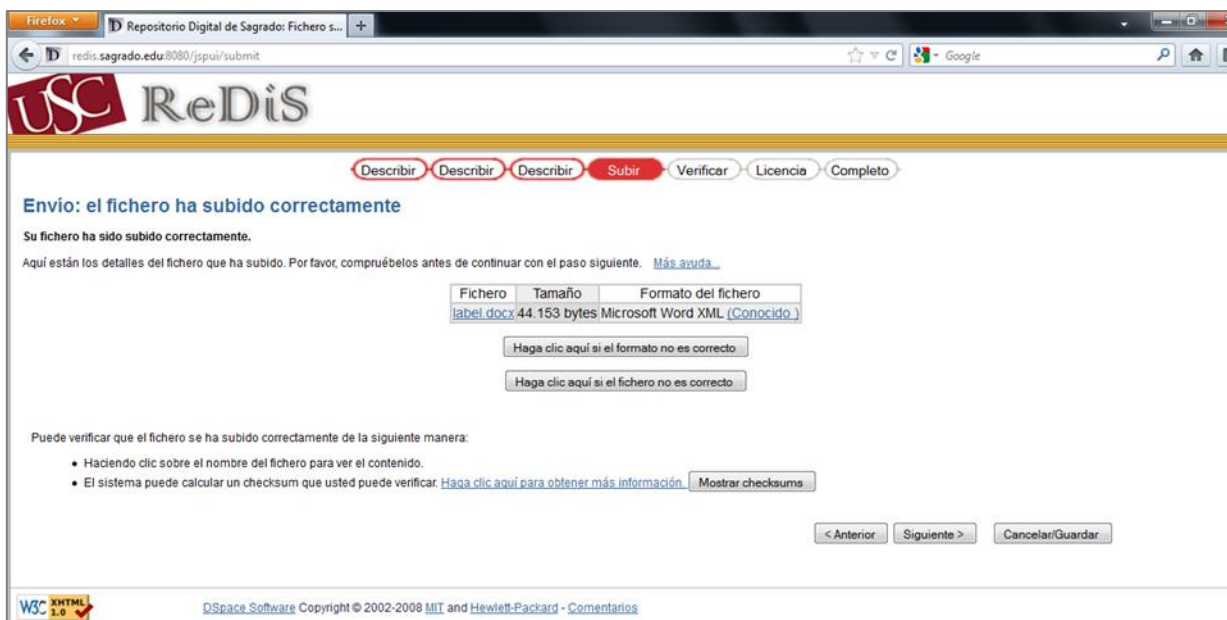 Firefox
Repositorio Digital de Sagrado: Fichero s...
redis.sagrado.edu:8080/jspui/submit
Google
USC ReDiS
Describir Describir Describir Subir Verificar Licencia Completo
Envío: el fichero ha subido correctamente
Su fichero ha sido subido correctamente.
Aquí están los detalles del fichero que ha subido. Por favor, compruébelos antes de continuar con el paso siguiente. Más ayuda...
Fichero Tamaño Formato del fichero
label.docx 44.153 bytes Microsoft Word XML (Conocido )
Haga clic aquí si el formato no es correcto
Haga clic aquí si el fichero no es correcto
Puede verificar que el fichero se ha subido correctamente de la siguiente manera:
• Haciendo clic sobre el nombre del fichero para ver el contenido.
• El sistema puede calcular un checksum que usted puede verificar. Haga clic aquí para obtener más información. Mostrar checksums
< Anterior Siguiente > Cancelar/Guardar
W3C XHTML 1.0
DSpace Software Copyright © 2002-2008 MIT and Hewlett-Packard - Comentarios